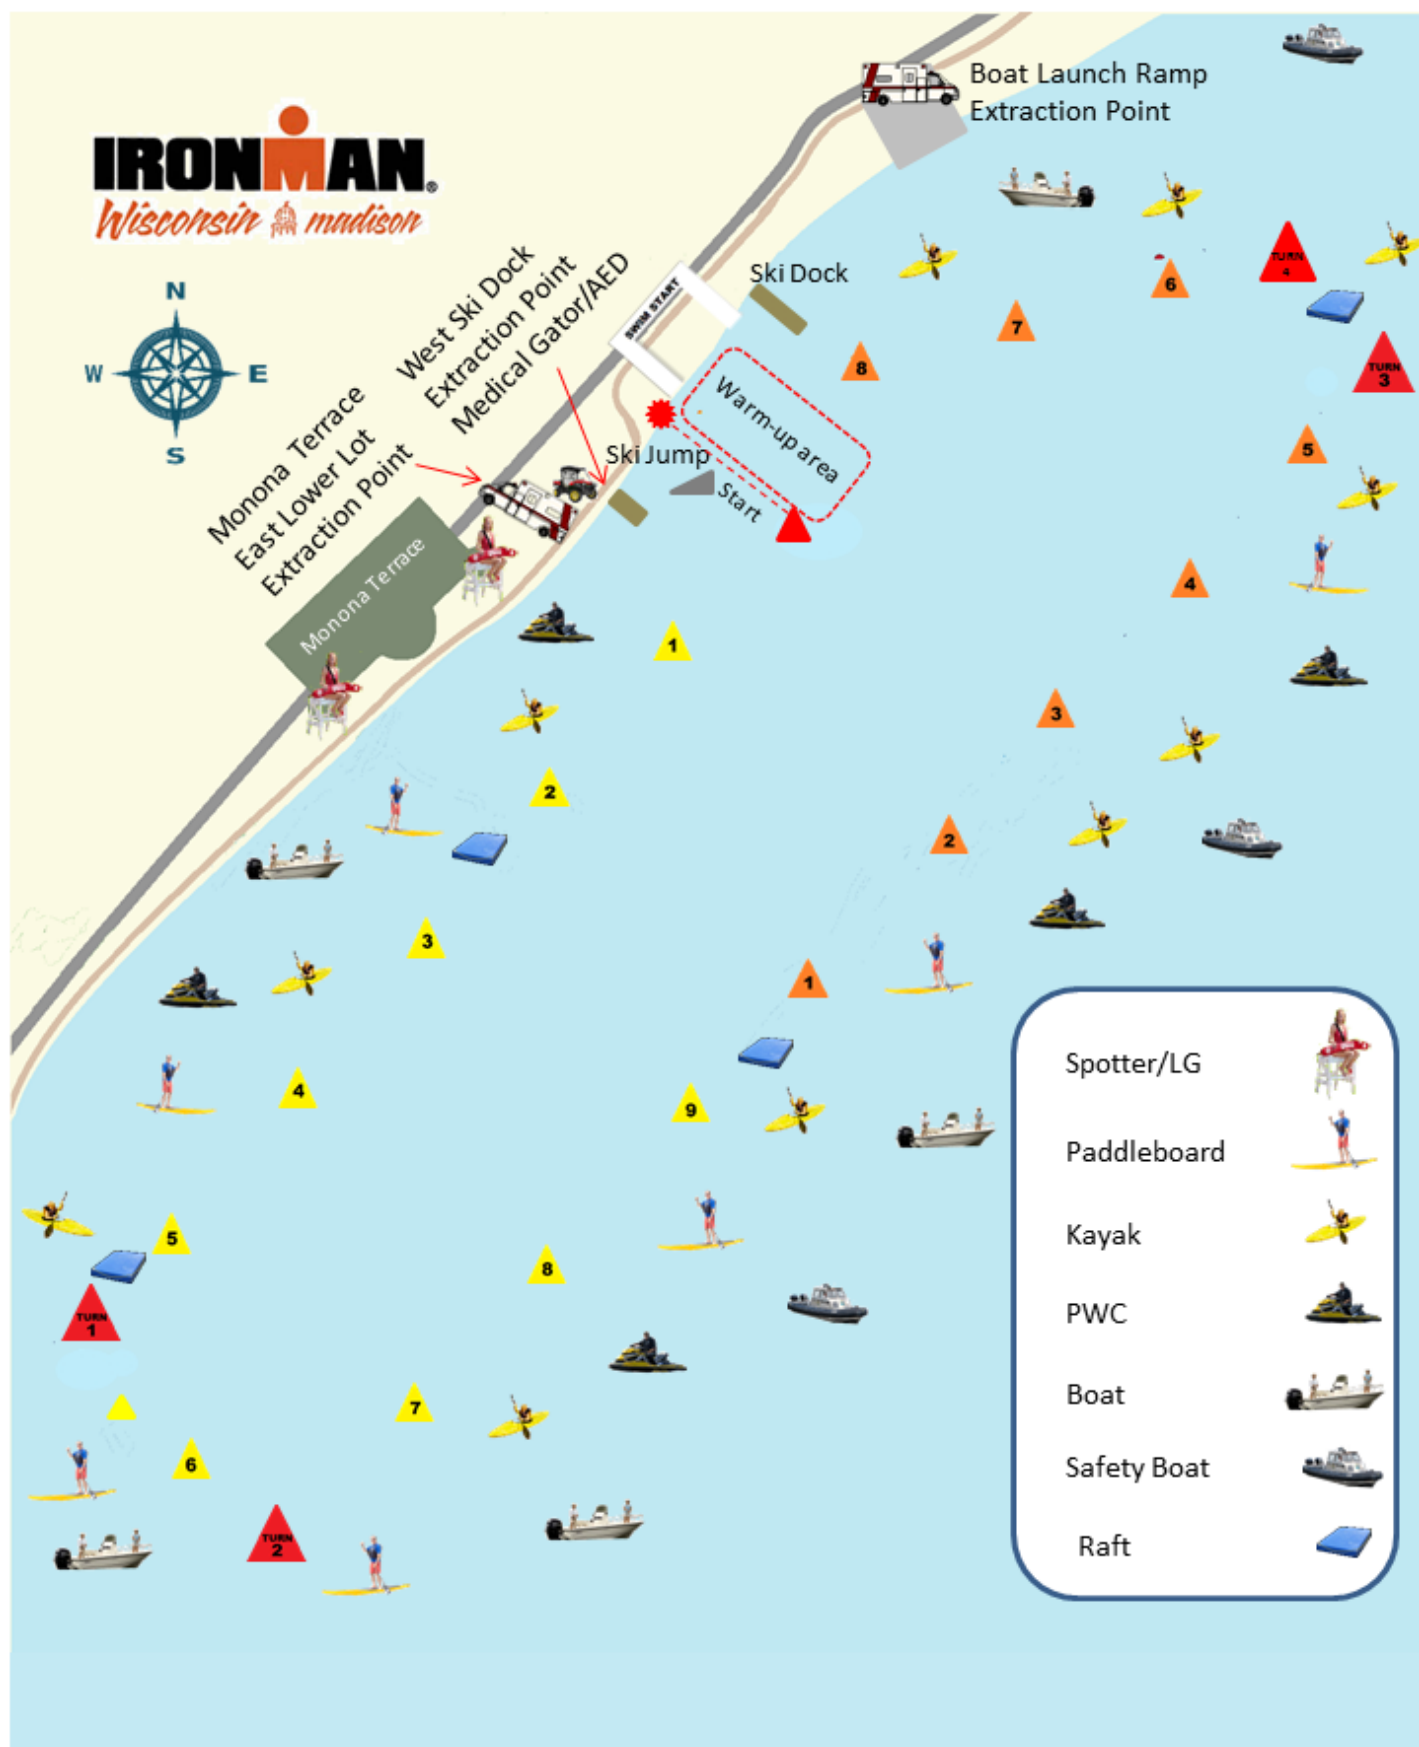 Boat Launch Ramp
Extraction Point
IRONMAN®
Wisconsin madison
N
W E
S
West Ski Dock
Extraction Point
Medical Gator/AED
Monona Terrace
East Lower Lot
Extraction Point
Monona Terrace
SWIM START
Ski Dock
Warm-up area
Ski Jump
Start
TURN
4
6
7
8
TURN
3
5
4
3
2
1
1
2
3
4
5
TURN
1
6
TURN
2
7
8
9
Spotter/LG
Paddleboard
Kayak
PWC
Boat
Safety Boat
Raft